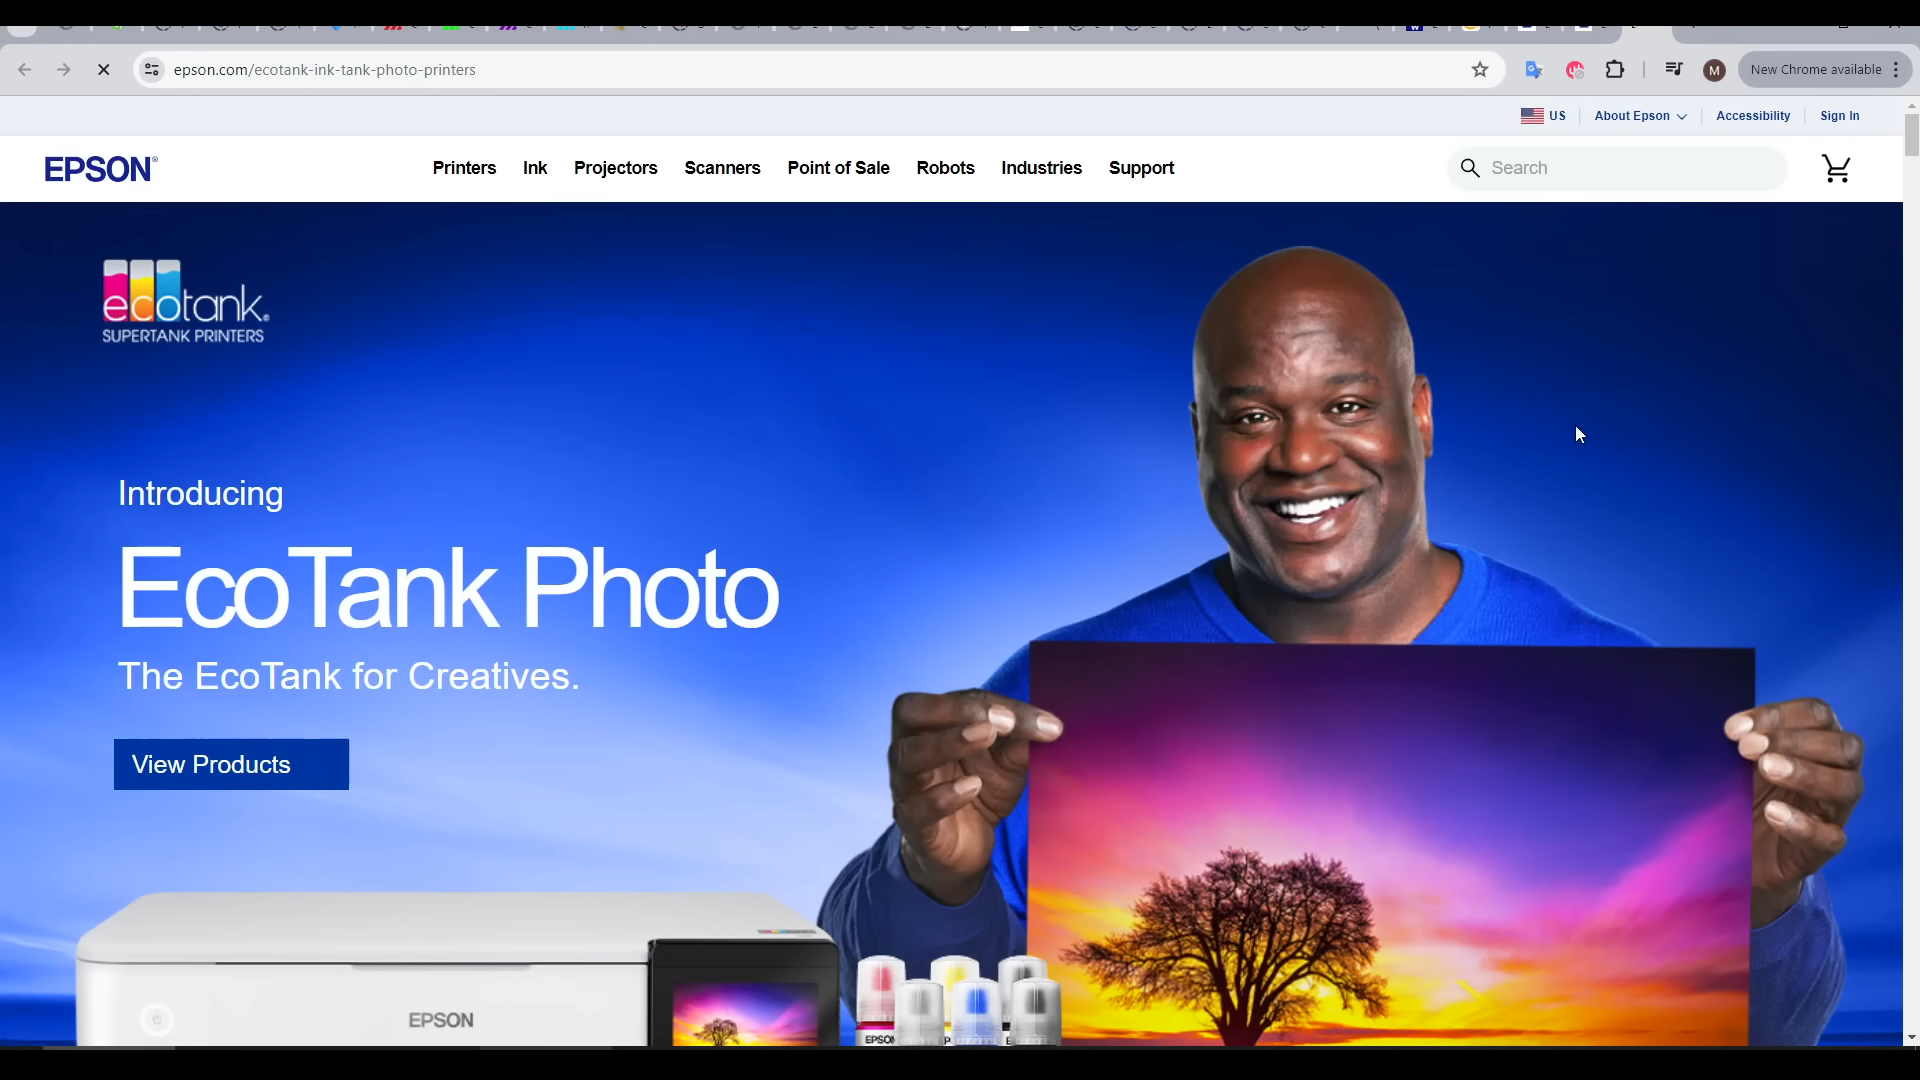 epson.com/ecotank-ink-tank-photo-printers
M
New Chrome available
US
About Epson
Accessibility
Sign In
EPSON®
Printers
Ink
Projectors
Scanners
Point of Sale
Robots
Industries
Support
Search
ecotank®
SUPERTANK PRINTERS
Introducing
EcoTank Photo
The EcoTank for Creatives.
View Products
EPSON